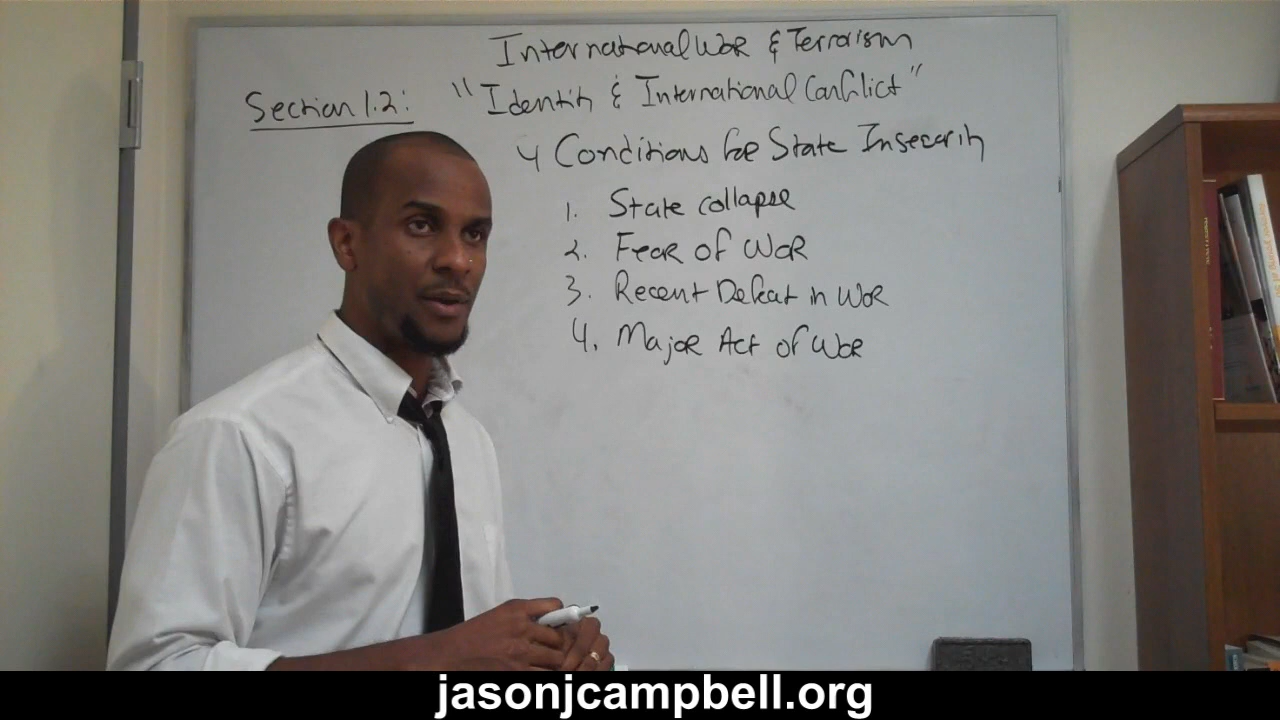 International War & Terrorism
Section 1.2: "Identity & International Conflict"
4 Conditions for State Insecurity
1. State collapse
2. Fear of War
3. Recent Defeat in War
4. Major Act of War
jasonjcampbell.org